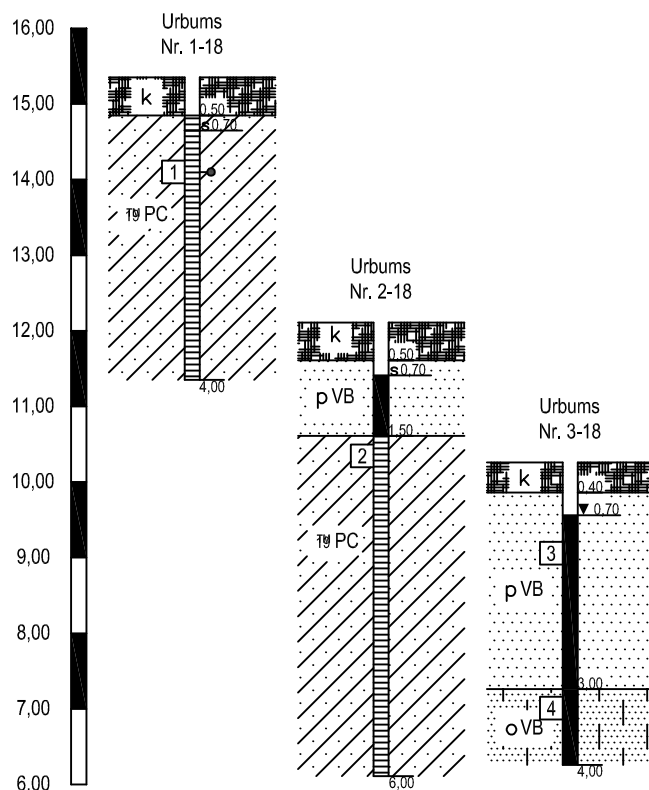 16,00
15,00
14,00
13,00
12,00
11,00
10,00
9,00
8,00
7,00
6,00
Urbums
Nr. 1-18
k
0,50
s 0,70
1
PC
4,00
Urbums
Nr. 2-18
k
0,50
s 0,70
p VB
1,50
2
PC
6,00
Urbums
Nr. 3-18
k
0,40
0,70
3
p VB
3,00
4
o VB
4,00